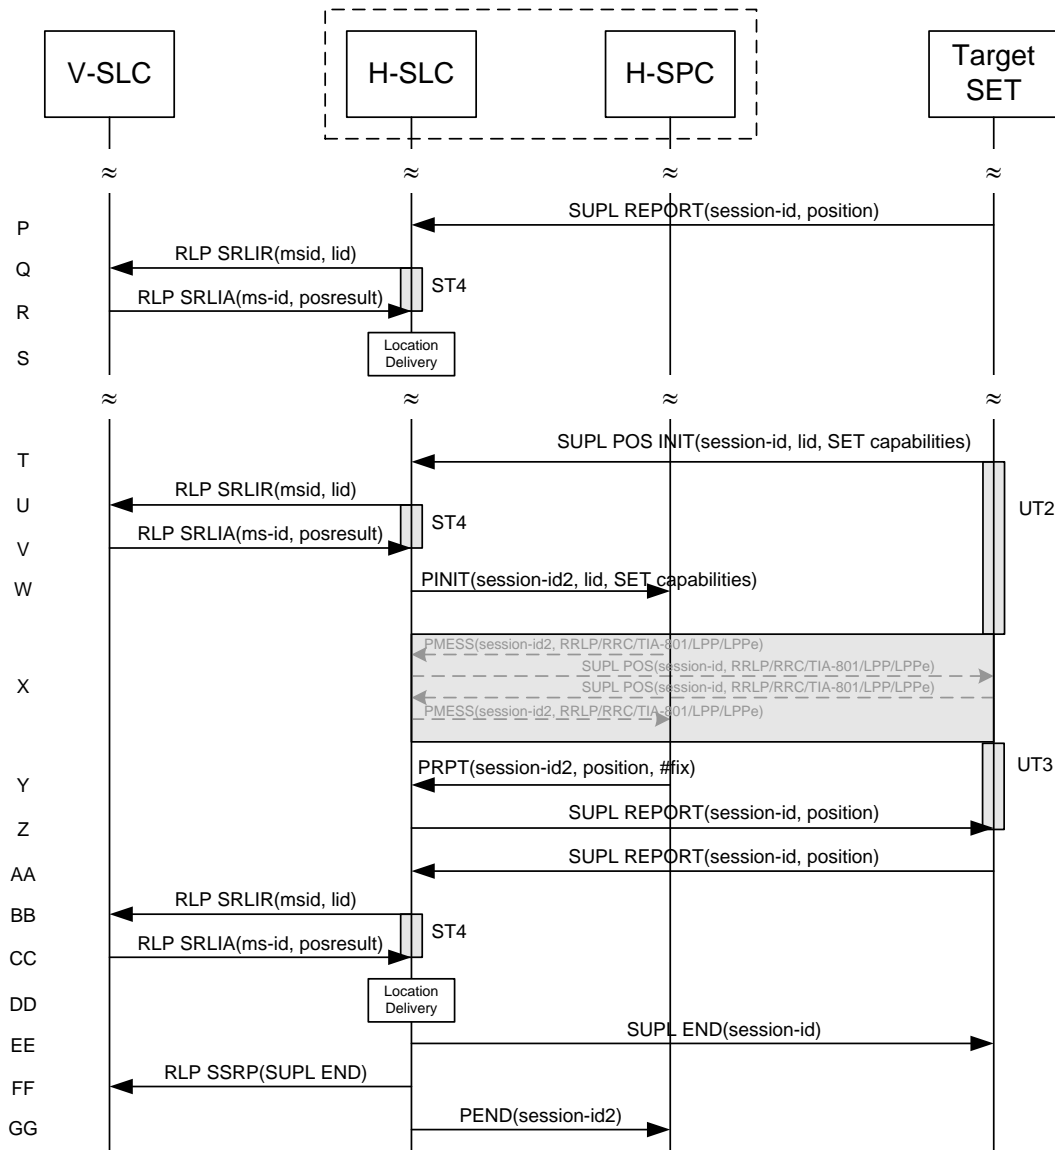 V-SLC
H-SLC
H-SPC
Target
SET
≈ ≈ ≈ ≈
P
SUPL REPORT(session-id, position)
Q
RLP SRLIR(msid, lid)
ST4
R
RLP SRLIA(ms-id, posresult)
S
Location
Delivery
≈ ≈ ≈ ≈
T
SUPL POS INIT(session-id, lid, SET capabilities)
U
RLP SRLIR(msid, lid)
UT2
ST4
V
RLP SRLIA(ms-id, posresult)
W
PINIT(session-id2, lid, SET capabilities)
PMESS(session-id2, RRLP/RRC/TIA-801/LPP/LPPe)
SUPL POS(session-id, RRLP/RRC/TIA-801/LPP/LPPe)
X
SUPL POS(session-id, RRLP/RRC/TIA-801/LPP/LPPe)
PMESS(session-id2, RRLP/RRC/TIA-801/LPP/LPPe)
UT3
Y
PRPT(session-id2, position, #fix)
Z
SUPL REPORT(session-id, position)
AA
SUPL REPORT(session-id, position)
BB
RLP SRLIR(msid, lid)
ST4
CC
RLP SRLIA(ms-id, posresult)
DD
Location
Delivery
EE
SUPL END(session-id)
FF
RLP SSRP(SUPL END)
GG
PEND(session-id2)